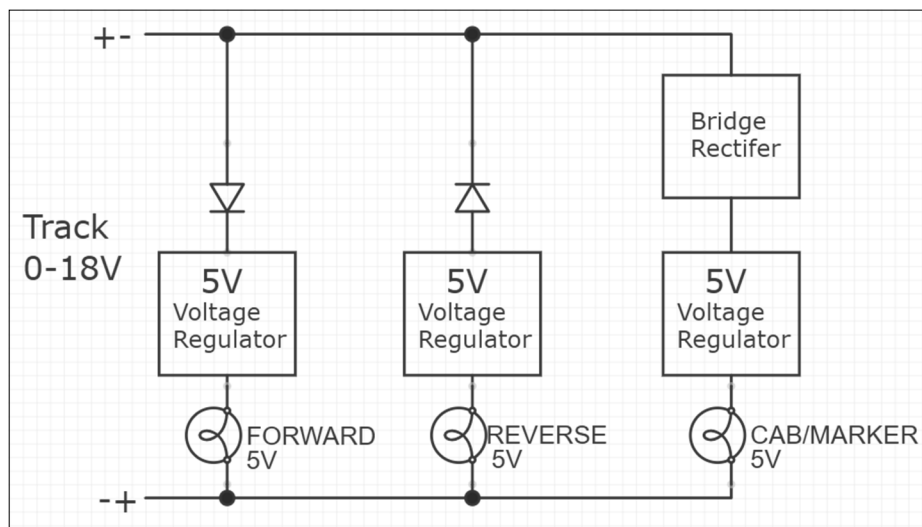 +-
Bridge
Rectifer
Track
0-18V
5V
Voltage
Regulator
5V
Voltage
Regulator
5V
Voltage
Regulator
FORWARD
5V
REVERSE
5V
CAB/MARKER
5V
-+